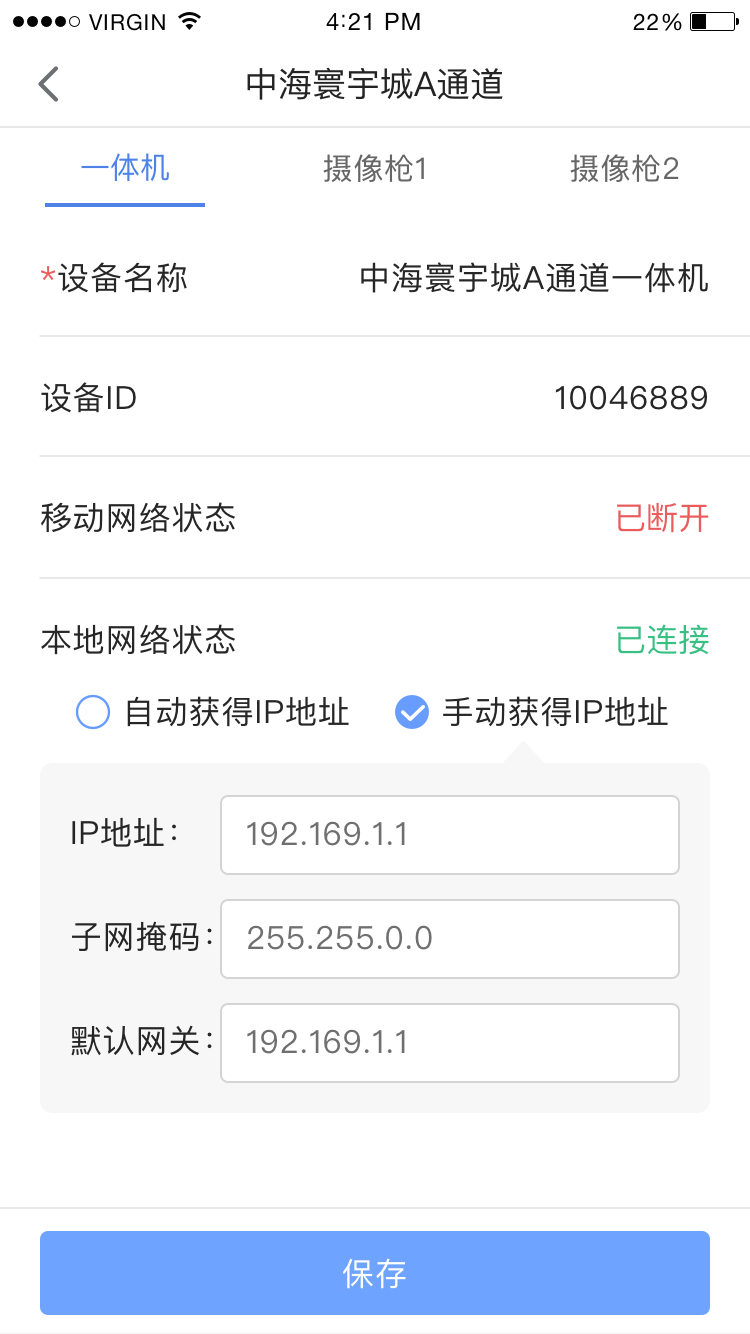 VIRGIN 4:21 PM 22%
中海寰宇城A通道
一体机 摄像枪1 摄像枪2
*设备名称 中海寰宇城A通道一体机
设备ID 10046889
移动网络状态 已断开
本地网络状态 已连接
自动获得IP地址 手动获得IP地址
IP地址： 192.169.1.1
子网掩码： 255.255.0.0
默认网关： 192.169.1.1
保存